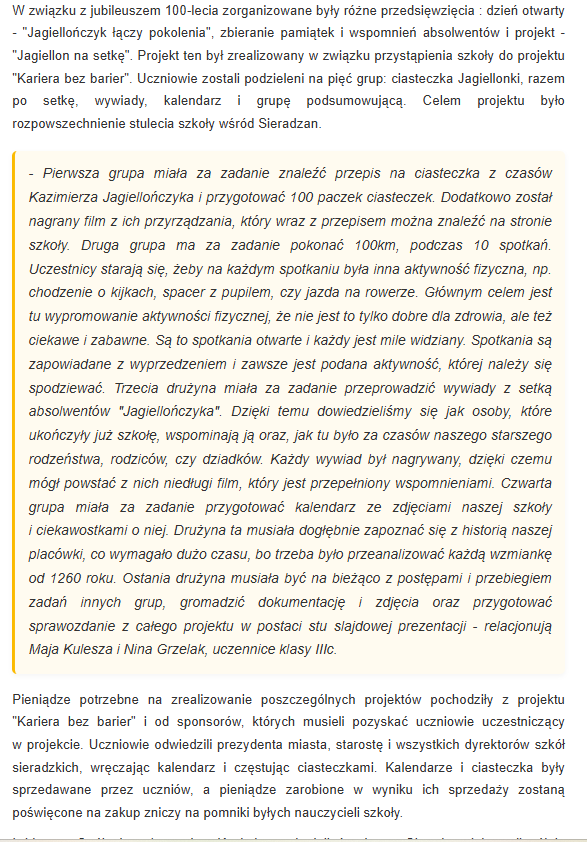 W związku z jubileuszem 100-lecia zorganizowane były różne przedsięwzięcia : dzień otwarty
- "Jagiellończyk łączy pokolenia", zbieranie pamiątek i wspomnień absolwentów i projekt -
"Jagiellon na setkę". Projekt ten był zrealizowany w związku przystąpienia szkoły do projektu
"Kariera bez barier". Uczniowie zostali podzieleni na pięć grup: ciasteczka Jagiellonki, razem
po setkę, wywiady, kalendarz i grupę podsumowującą. Celem projektu było
rozpowszechnienie stulecia szkoły wśród Sieradzan.
- Pierwsza grupa miała za zadanie znaleźć przepis na ciasteczka z czasów
Kazimierza Jagiellończyka i przygotować 100 paczek ciasteczek. Dodatkowo został
nagrany film z ich przyrządzania, który wraz z przepisem można znaleźć na stronie
szkoły. Druga grupa ma za zadanie pokonać 100km, podczas 10 spotkań.
Uczestnicy starają się, żeby na każdym spotkaniu była inna aktywność fizyczna, np.
chodzenie o kijkach, spacer z pupilem, czy jazda na rowerze. Głównym celem jest
tu wypromowanie aktywności fizycznej, że nie jest to tylko dobre dla zdrowia, ale też
ciekawe i zabawne. Są to spotkania otwarte i każdy jest mile widziany. Spotkania są
zapowiadane z wyprzedzeniem i zawsze jest podana aktywność, której należy się
spodziewać. Trzecia drużyna miała za zadanie przeprowadzić wywiady z setką
absolwentów "Jagiellończyka". Dzięki temu dowiedzieliśmy się jak osoby, które
ukończyły już szkołę, wspominają ją oraz, jak tu było za czasów naszego starszego
rodzeństwa, rodziców, czy dziadków. Każdy wywiad był nagrywany, dzięki czemu
mógł powstać z nich niedługi film, który jest przepełniony wspomnieniami. Czwarta
grupa miała za zadanie przygotować kalendarz ze zdjęciami naszej szkoły
i ciekawostkami o niej. Drużyna ta musiała dogłębnie zapoznać się z historią naszej
placówki, co wymagało dużo czasu, bo trzeba było przeanalizować każdą wzmiankę
od 1260 roku. Ostania drużyna musiała być na bieżąco z postępami i przebiegiem
zadań innych grup, gromadzić dokumentację i zdjęcia oraz przygotować
sprawozdanie z całego projektu w postaci stu slajdowej prezentacji - relacjonują
Maja Kulesza i Nina Grzelak, uczennice klasy IIIc.
Pieniądze potrzebne na zrealizowanie poszczególnych projektów pochodziły z projektu
"Kariera bez barier" i od sponsorów, których musieli pozyskać uczniowie uczestniczący
w projekcie. Uczniowie odwiedzili prezydenta miasta, starostę i wszystkich dyrektorów szkół
sieradzkich, wręczając kalendarz i częstując ciasteczkami. Kalendarze i ciasteczka były
sprzedawane przez uczniów, a pieniądze zarobione w wyniku ich sprzedaży zostaną
poświęcone na zakup zniczy na pomniki byłych nauczycieli szkoły.